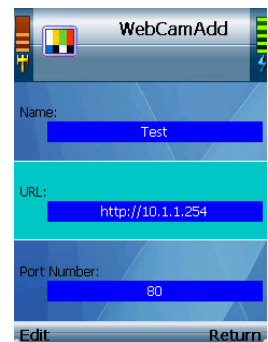 WebCamAdd
Name:
Test
URL:
http://10.1.1.254
Port Number:
80
Edit Return